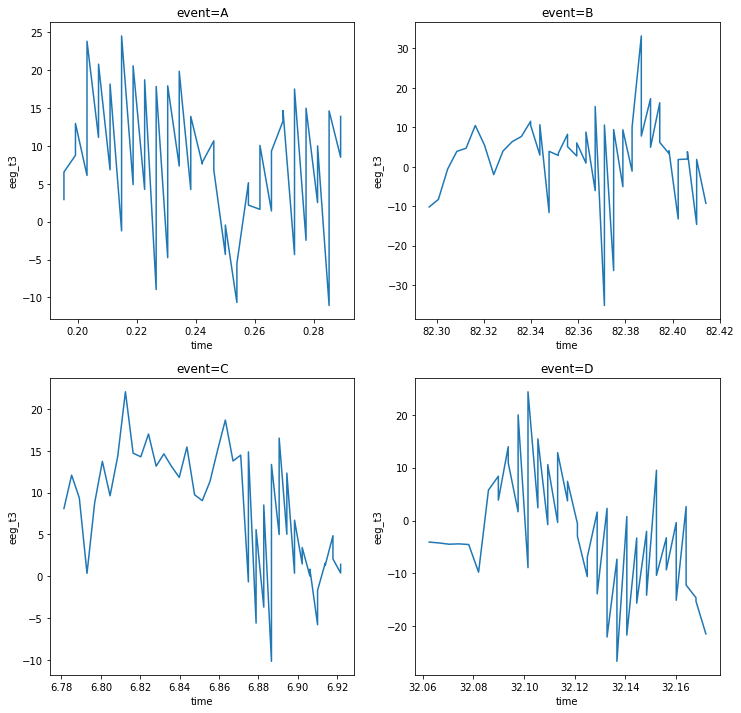 event=A
25
20
15
10
5
0
−5
−10
eeg_t3
0.20 0.22 0.24 0.26 0.28
time
event=B
30
20
10
0
−10
−20
−30
eeg_t3
82.30 82.32 82.34 82.36 82.38 82.40 82.42
time
event=C
20
15
10
5
0
−5
−10
eeg_t3
6.78 6.80 6.82 6.84 6.86 6.88 6.90 6.92
time
event=D
20
10
0
−10
−20
eeg_t3
32.06 32.08 32.10 32.12 32.14 32.16
time